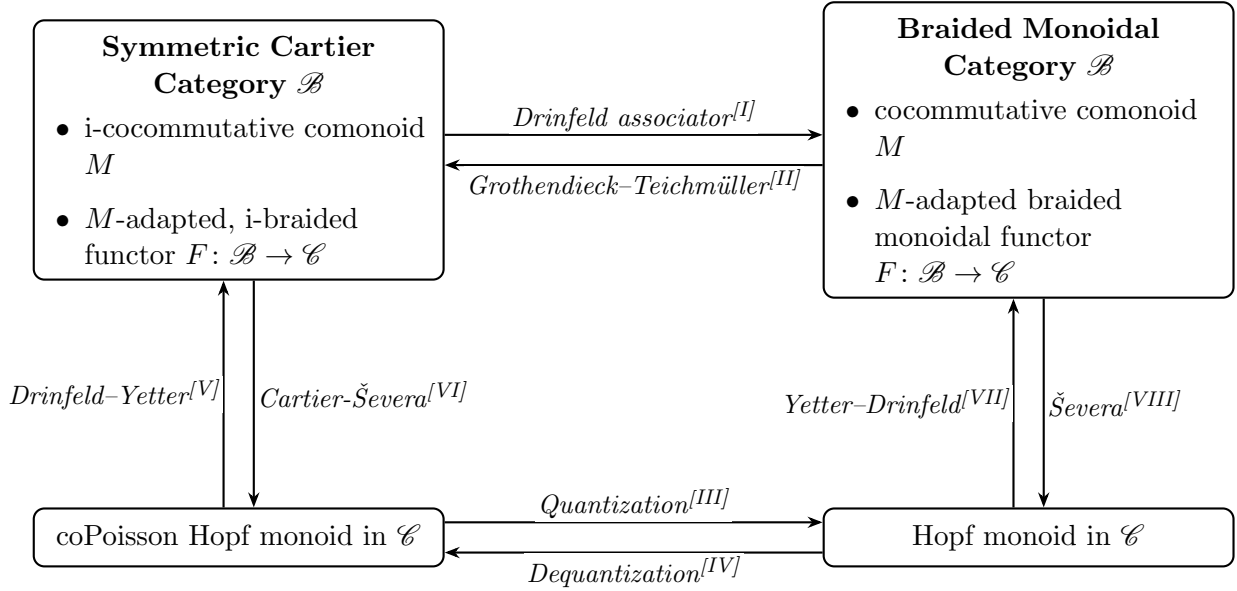 Symmetric Cartier
Category ℬ
• i-cocommutative comonoid
M
• M-adapted, i-braided
functor F: ℬ → 𝒞
Drinfeld associator[I]
Grothendieck–Teichmüller[II]
Braided Monoidal
Category ℬ
• cocommutative comonoid
M
• M-adapted braided
monoidal functor
F: ℬ → 𝒞
Drinfeld–Yetter[V]
Cartier-Ševera[VI]
Yetter–Drinfeld[VII]
Ševera[VIII]
coPoisson Hopf monoid in 𝒞
Quantization[III]
Dequantization[IV]
Hopf monoid in 𝒞